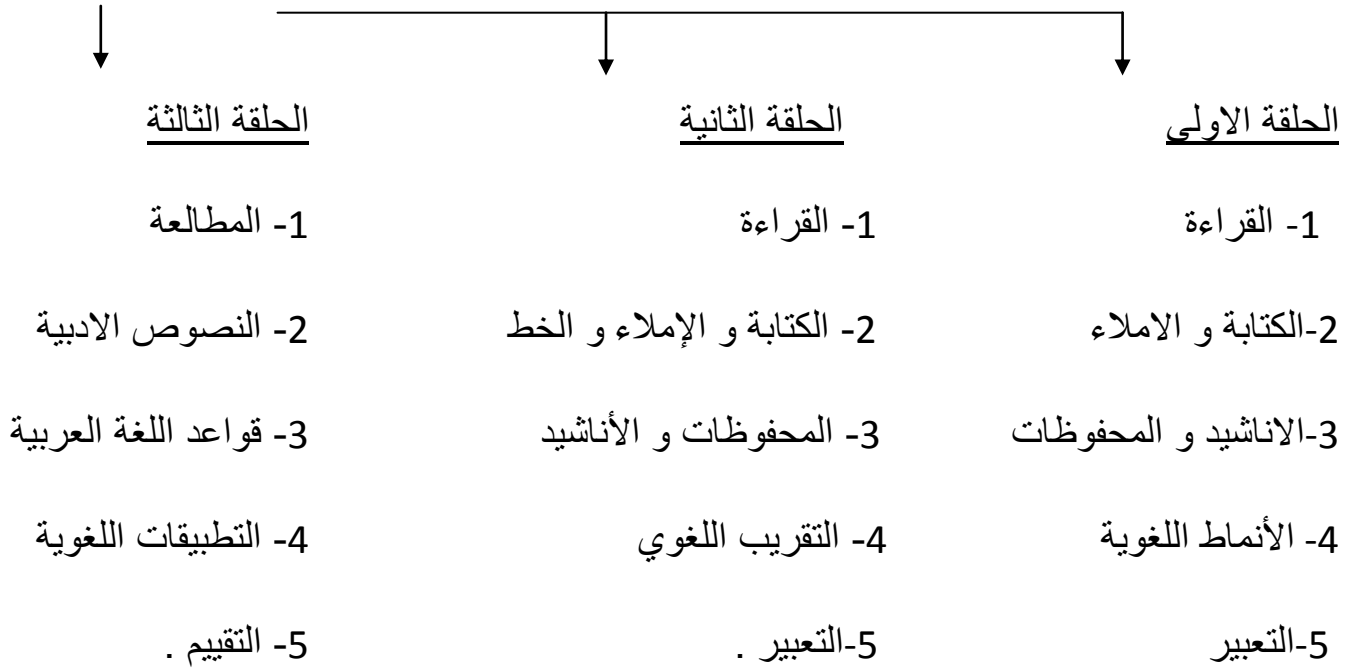 الحلقة الاولى
الحلقة الثانية
الحلقة الثالثة
1- القراءة
1- القراءة
1- المطالعة
2-الكتابة و الاملاء
2- الكتابة و الإملاء و الخط
2- النصوص الادبية
3-الاناشيد و المحفوظات
3- المحفوظات و الأناشيد
3- قواعد اللغة العربية
4- الأنماط اللغوية
4- التقريب اللغوي
4- التطبيقات اللغوية
5-التعبير
5-التعبير .
5- التقييم .